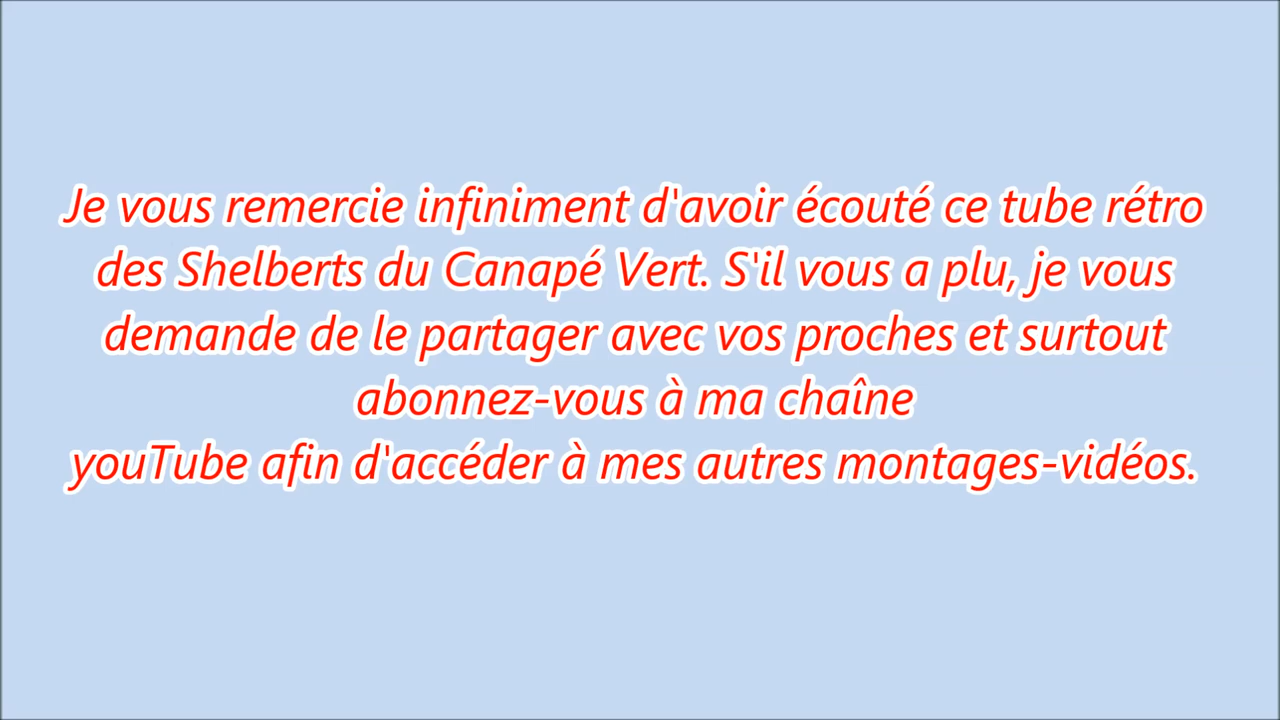 Je vous remercie infiniment d'avoir écouté ce tube rétro
des Shelberts du Canapé Vert. S'il vous a plu, je vous
demande de le partager avec vos proches et surtout
abonnez-vous à ma chaîne
youTube afin d'accéder à mes autres montages-vidéos.